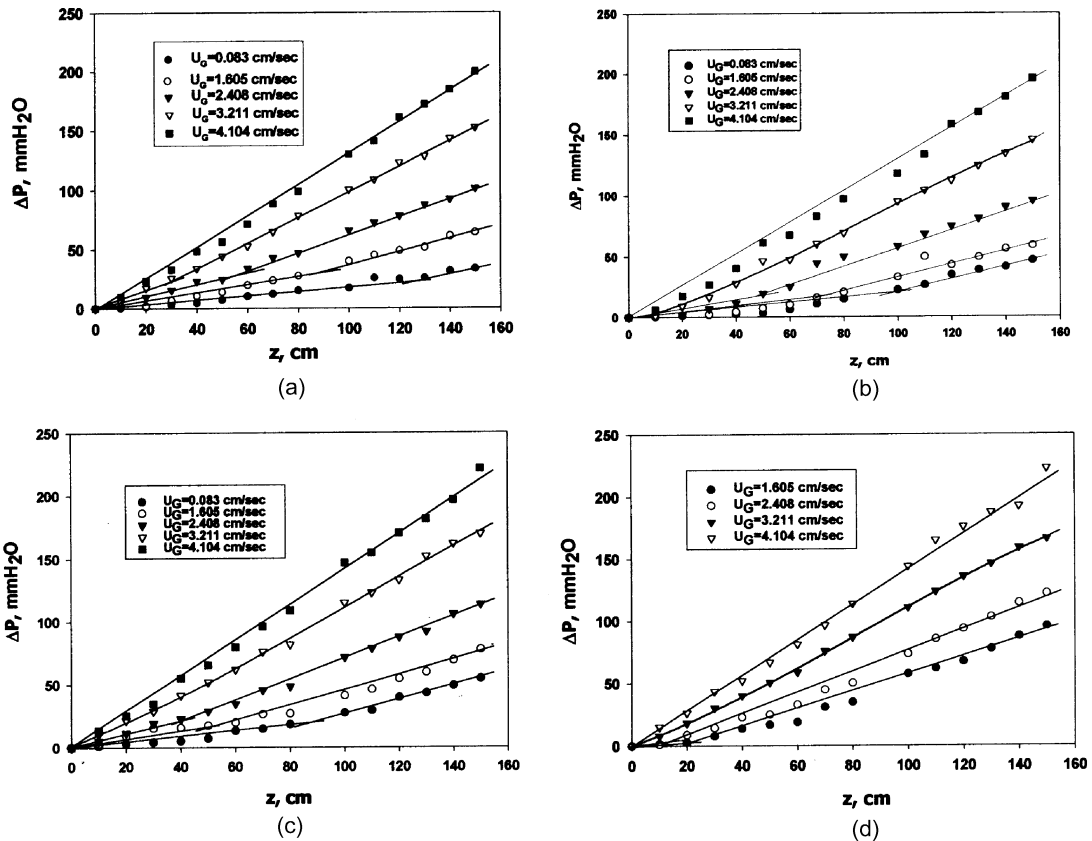 250
200
150
100
50
0
ΔP, mmH2O
U_G=0.083 cm/sec
U_G=1.605 cm/sec
U_G=2.408 cm/sec
U_G=3.211 cm/sec
U_G=4.104 cm/sec
0 20 40 60 80 100 120 140 160
z, cm
(a)
250
200
150
100
50
0
ΔP, mmH2O
UG=0.083 cm/sec
UG=1.605 cm/sec
UG=2.408 cm/sec
UG=3.211 cm/sec
UG=4.104 cm/sec
0 20 40 60 80 100 120 140 160
z, cm
(b)
250
200
150
100
50
0
ΔP, mmH2O
UG=0.083 cm/sec
UG=1.605 cm/sec
UG=2.408 cm/sec
UG=3.211 cm/sec
UG=4.104 cm/sec
0 20 40 60 80 100 120 140 160
z, cm
(c)
250
200
150
100
50
0
ΔP, mmH2O
UG=1.605 cm/sec
UG=2.408 cm/sec
UG=3.211 cm/sec
UG=4.104 cm/sec
0 20 40 60 80 100 120 140 160
z, cm
(d)